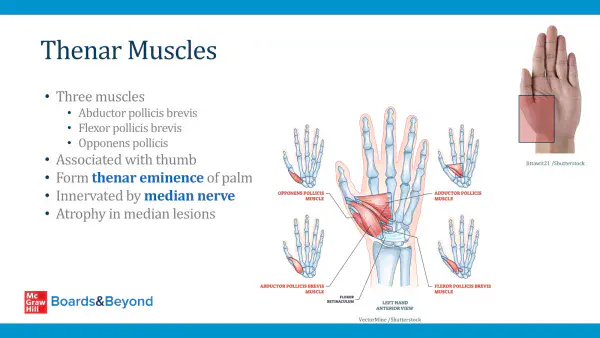 Thenar Muscles
• Three muscles
• Abductor pollicis brevis
• Flexor pollicis brevis
• Opponens pollicis
• Associated with thumb
• Form thenar eminence of palm
• Innervated by median nerve
• Atrophy in median lesions
Jittawit21 /Shutterstock
OPPONENS POLLICIS
MUSCLE
ADDUCTOR POLLICIS
MUSCLE
ABDUCTOR POLLICIS BREVIS
MUSCLE
FLEXOR
RETINACULUM
LEFT HAND
ANTERIOR VIEW
FLEXOR POLLICIS BREVIS
MUSCLE
VectorMine /Shutterstock
Mc
Graw
Hill
Boards&Beyond